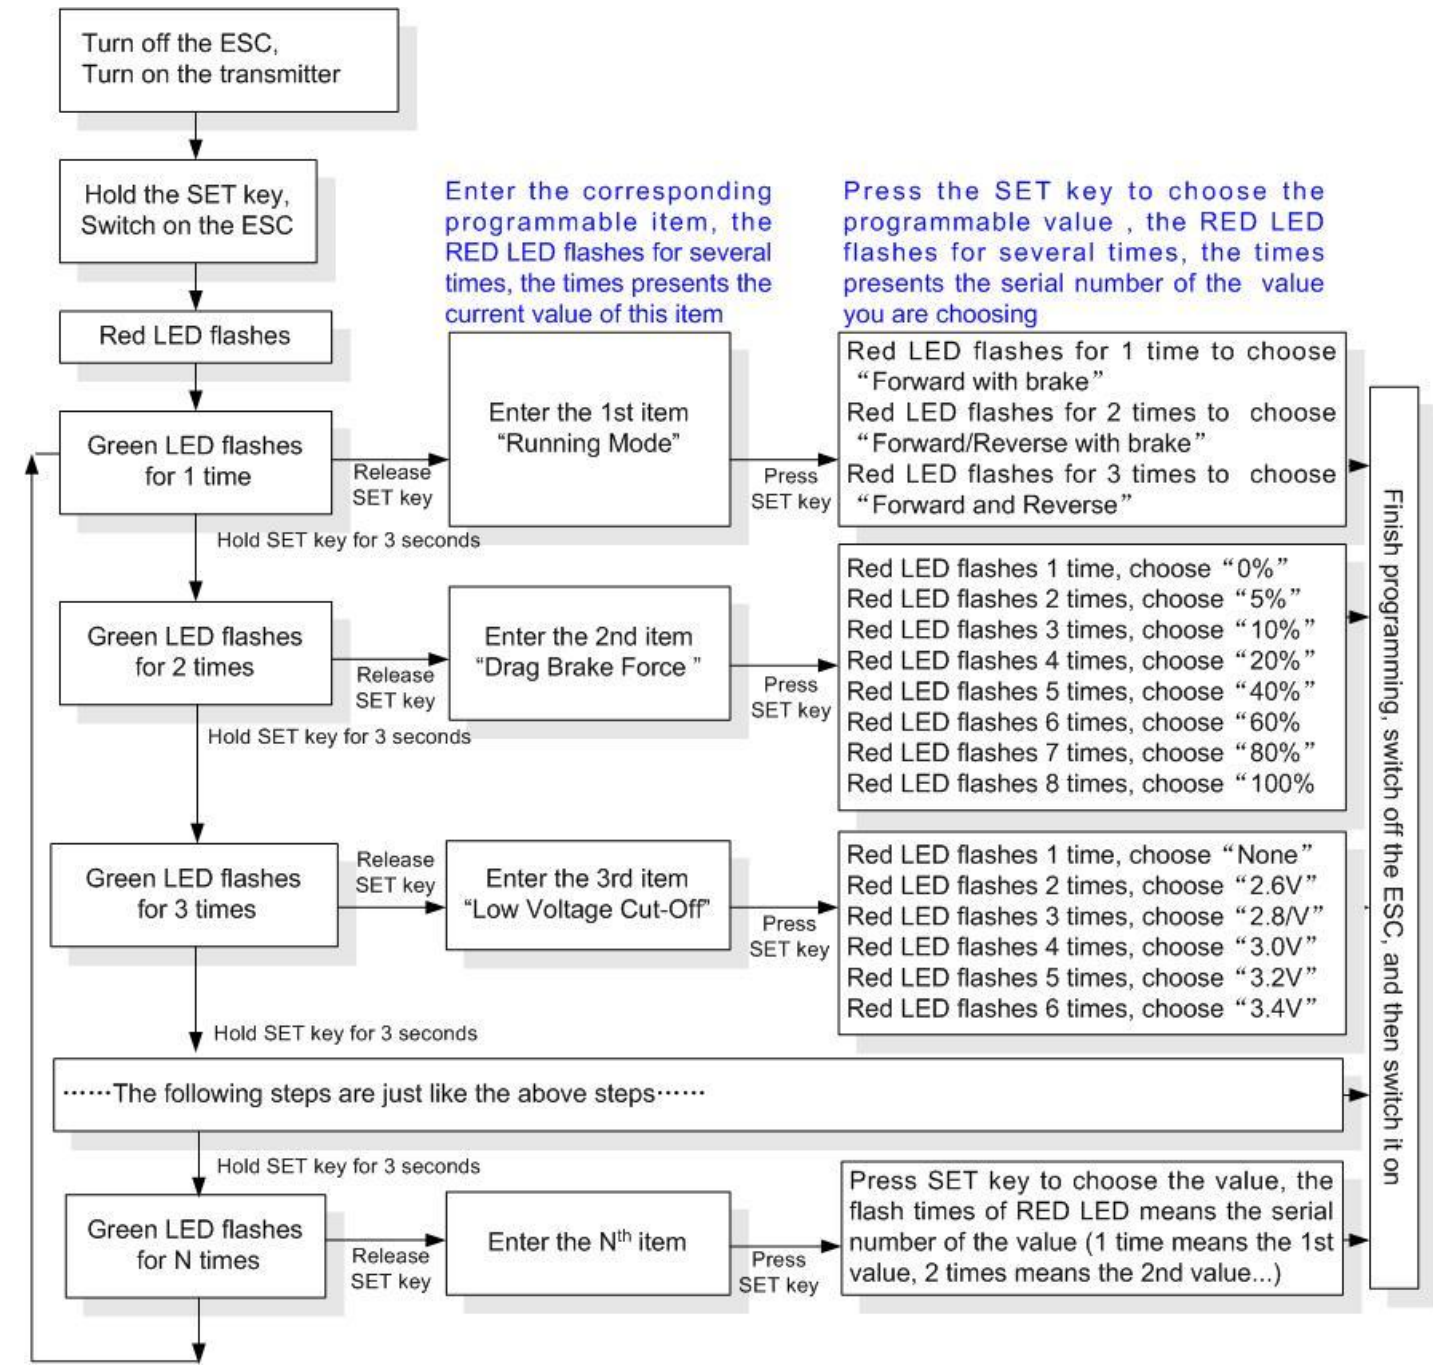 Turn off the ESC,
Turn on the transmitter
Hold the SET key,
Switch on the ESC
Red LED flashes
Enter the corresponding
programmable item, the
RED LED flashes for several
times, the times presents the
current value of this item
Press the SET key to choose the
programmable value , the RED LED
flashes for several times, the times
presents the serial number of the value
you are choosing
Green LED flashes
for 1 time
Release
SET key
Enter the 1st item
“Running Mode”
Press
SET key
Red LED flashes for 1 time to choose
“Forward with brake”
Red LED flashes for 2 times to choose
“Forward/Reverse with brake”
Red LED flashes for 3 times to choose
“Forward and Reverse”
Hold SET key for 3 seconds
Green LED flashes
for 2 times
Release
SET key
Enter the 2nd item
“Drag Brake Force ”
Press
SET key
Red LED flashes 1 time, choose “0%”
Red LED flashes 2 times, choose “5%”
Red LED flashes 3 times, choose “10%”
Red LED flashes 4 times, choose “20%”
Red LED flashes 5 times, choose “40%”
Red LED flashes 6 times, choose “60%
Red LED flashes 7 times, choose “80%”
Red LED flashes 8 times, choose “100%
Hold SET key for 3 seconds
Green LED flashes
for 3 times
Release
SET key
Enter the 3rd item
“Low Voltage Cut-Off”
Press
SET key
Red LED flashes 1 time, choose “None”
Red LED flashes 2 times, choose “2.6V”
Red LED flashes 3 times, choose “2.8/V”
Red LED flashes 4 times, choose “3.0V”
Red LED flashes 5 times, choose “3.2V”
Red LED flashes 6 times, choose “3.4V”
Hold SET key for 3 seconds
······The following steps are just like the above steps······
Hold SET key for 3 seconds
Green LED flashes
for N times
Release
SET key
Enter the Nth item
Press
SET key
Press SET key to choose the value, the
flash times of RED LED means the serial
number of the value (1 time means the 1st
value, 2 times means the 2nd value...)
Finish programming, switch off the ESC, and then switch it on